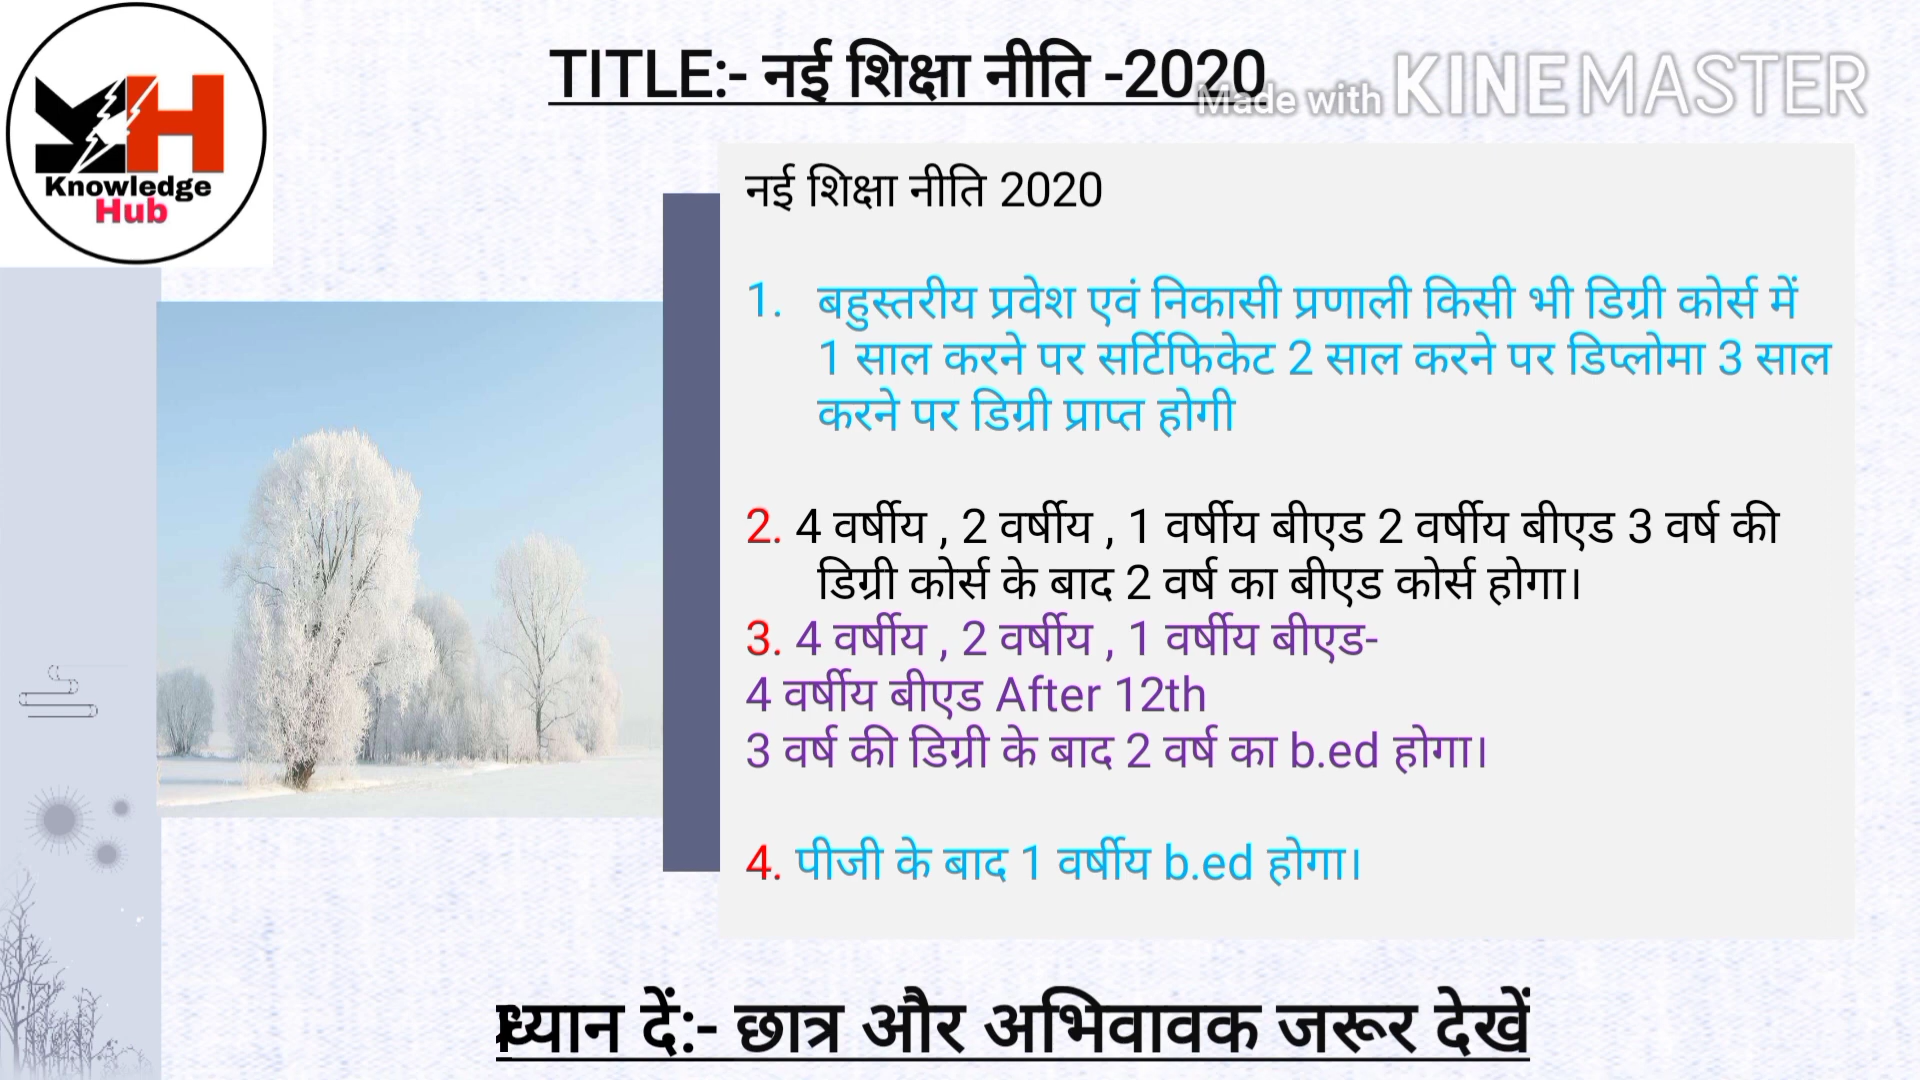 Knowledge
Hub
TITLE:- नई शिक्षा नीति -2020
Made with KINEMASTER
नई शिक्षा नीति 2020
1. बहुस्तरीय प्रवेश एवं निकासी प्रणाली किसी भी डिग्री कोर्स में
1 साल करने पर सर्टिफिकेट 2 साल करने पर डिप्लोमा 3 साल
करने पर डिग्री प्राप्त होगी
2. 4 वर्षीय , 2 वर्षीय , 1 वर्षीय बीएड 2 वर्षीय बीएड 3 वर्ष की
डिग्री कोर्स के बाद 2 वर्ष का बीएड कोर्स होगा।
3. 4 वर्षीय , 2 वर्षीय , 1 वर्षीय बीएड-
4 वर्षीय बीएड After 12th
3 वर्ष की डिग्री के बाद 2 वर्ष का b.ed होगा।
4. पीजी के बाद 1 वर्षीय b.ed होगा।
ध्यान दें:- छात्र और अभिवावक जरूर देखें